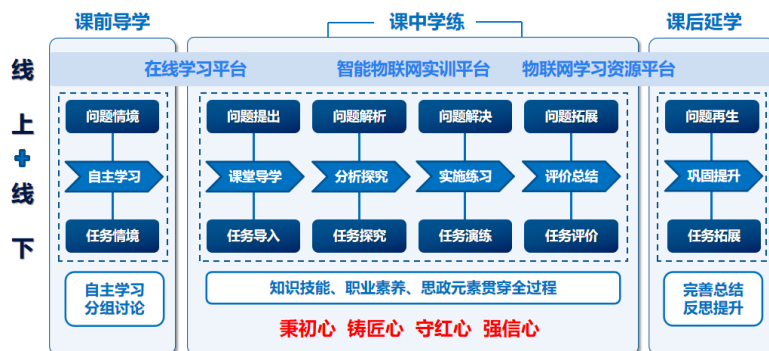 课前导学
课中学练
课后延学
线上+线下
在线学习平台
智能物联网实训平台
物联网学习资源平台
问题情境
问题提出
问题解析
问题解决
问题拓展
问题再生
自主学习
课堂导学
分析探究
实施练习
评价总结
巩固提升
任务情境
任务导入
任务探究
任务演练
任务评价
任务拓展
自主学习
分组讨论
知识技能、职业素养、思政元素贯穿全过程
完善总结
反思提升
秉初心 铸匠心 守红心 强信心